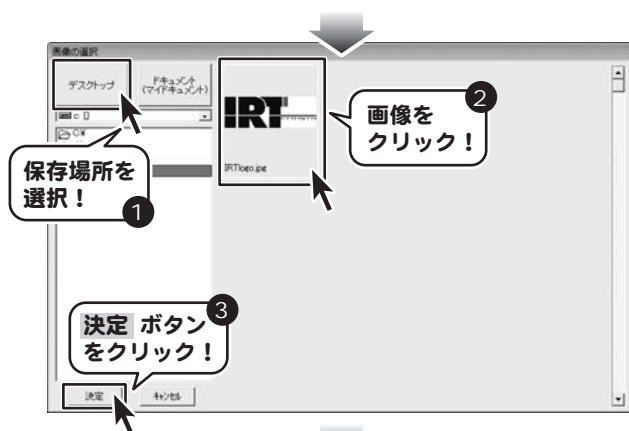 画像の選択
デスクトップ
ドキュメント
(マイドキュメント)
c: []
C:¥
保存場所を
選択！
1
IRT
IRTlogo.jpg
画像を
クリック！
2
決定 ボタン
をクリック！
3
決定
キャンセル